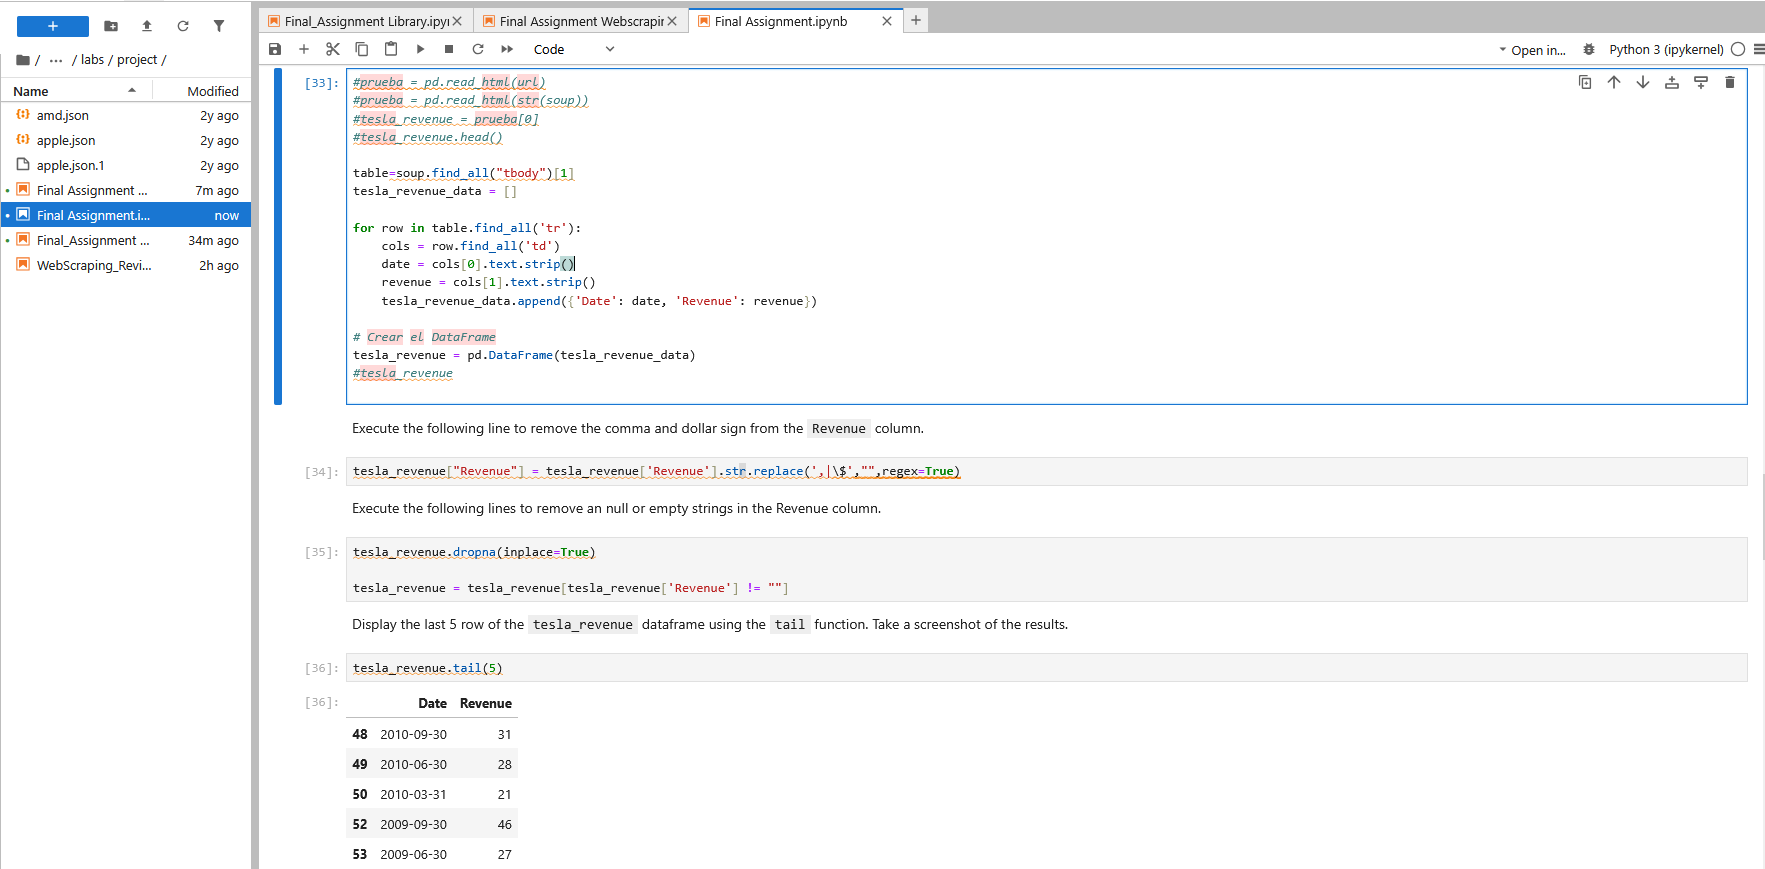 Final_Assignment Library.ipy
Final Assignment Webscrapin
Final Assignment.ipynb
Code
Open in...
Python 3 (ipykernel)
/ ... / labs / project /
Name
Modified
amd.json
2y ago
apple.json
2y ago
apple.json.1
2y ago
Final Assignment ...
7m ago
Final Assignment.i...
now
Final_Assignment ...
34m ago
WebScraping_Revi...
2h ago
[33]:
#prueba = pd.read_html(url)
#prueba = pd.read_html(str(soup))
#tesla_revenue = prueba[0]
#tesla_revenue.head()
table=soup.find_all("tbody")[1]
tesla_revenue_data = []
for row in table.find_all('tr'):
    cols = row.find_all('td')
    date = cols[0].text.strip()
    revenue = cols[1].text.strip()
    tesla_revenue_data.append({'Date': date, 'Revenue': revenue})
# Crear el DataFrame
tesla_revenue = pd.DataFrame(tesla_revenue_data)
#tesla_revenue
Execute the following line to remove the comma and dollar sign from the Revenue column.
[34]:
tesla_revenue["Revenue"] = tesla_revenue['Revenue'].str.replace(',|\$',"",regex=True)
Execute the following lines to remove an null or empty strings in the Revenue column.
[35]:
tesla_revenue.dropna(inplace=True)
tesla_revenue = tesla_revenue[tesla_revenue['Revenue'] != ""]
Display the last 5 row of the tesla_revenue dataframe using the tail function. Take a screenshot of the results.
[36]:
tesla_revenue.tail(5)
[36]:
Date Revenue
48 2010-09-30 31
49 2010-06-30 28
50 2010-03-31 21
52 2009-09-30 46
53 2009-06-30 27